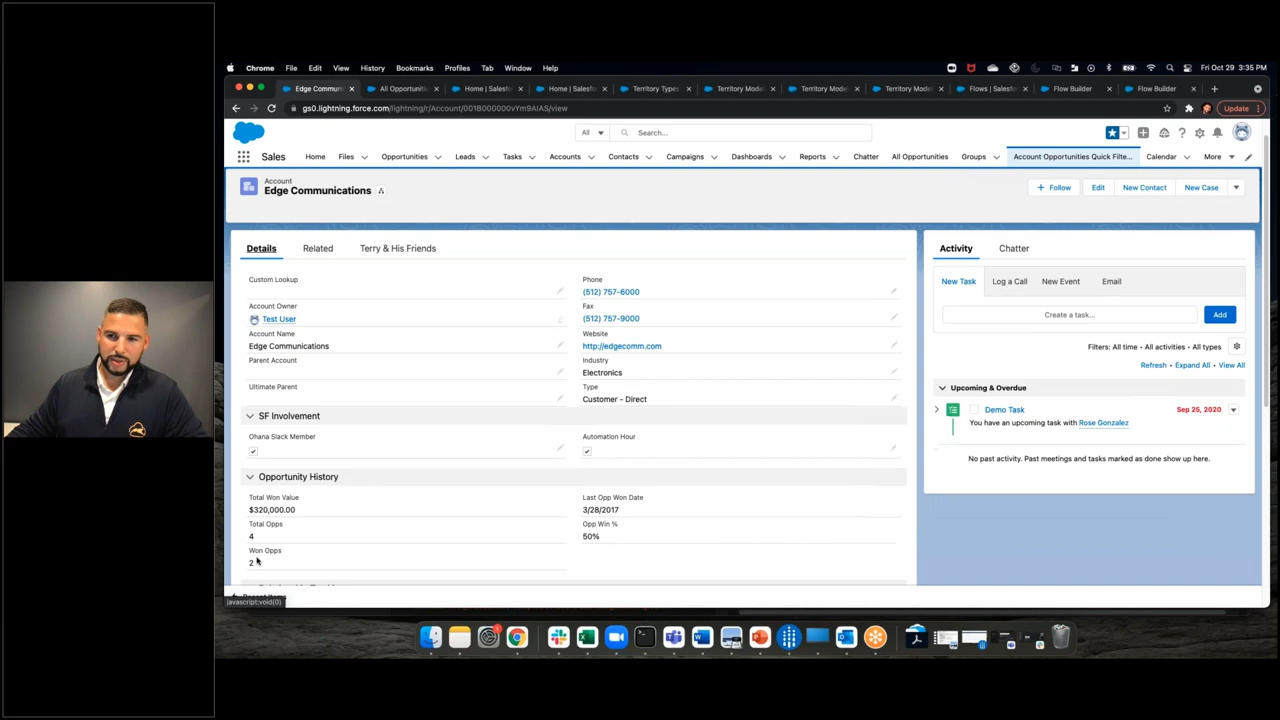 Chrome File Edit View History Bookmarks Profiles Tab Window Help Fri Oct 29 3:35 PM
Edge Commun All Opportuniti Home | Salesfo Home | Salesfo Territory Types Territory Model Territory Model Territory Model Flows | Salesfo Flow Builder Flow Builder
gs0.lightning.force.com/lightning/r/Account/001B000000vYm9AIAS/view Update
All Search...
Sales Home Files Opportunities Leads Tasks Accounts Contacts Campaigns Dashboards Reports Chatter All Opportunities Groups Account Opportunities Quick Filte... Calendar More
Account
Edge Communications
+ Follow Edit New Contact New Case
Details Related Terry & His Friends
Custom Lookup
Account Owner
Test User
Account Name
Edge Communications
Parent Account
Ultimate Parent
Phone
(512) 757-6000
Fax
(512) 757-9000
Website
http://edgecomm.com
Industry
Electronics
Type
Customer - Direct
SF Involvement
Ohana Slack Member
Automation Hour
Opportunity History
Total Won Value
$320,000.00
Total Opps
4
Won Opps
2
Last Opp Won Date
3/28/2017
Opp Win %
50%
javascript:void(0)
Activity Chatter
New Task Log a Call New Event Email
Create a task... Add
Filters: All time • All activities • All types
Refresh • Expand All • View All
Upcoming & Overdue
Demo Task Sep 25, 2020
You have an upcoming task with Rose Gonzalez
No past activity. Past meetings and tasks marked as done show up here.